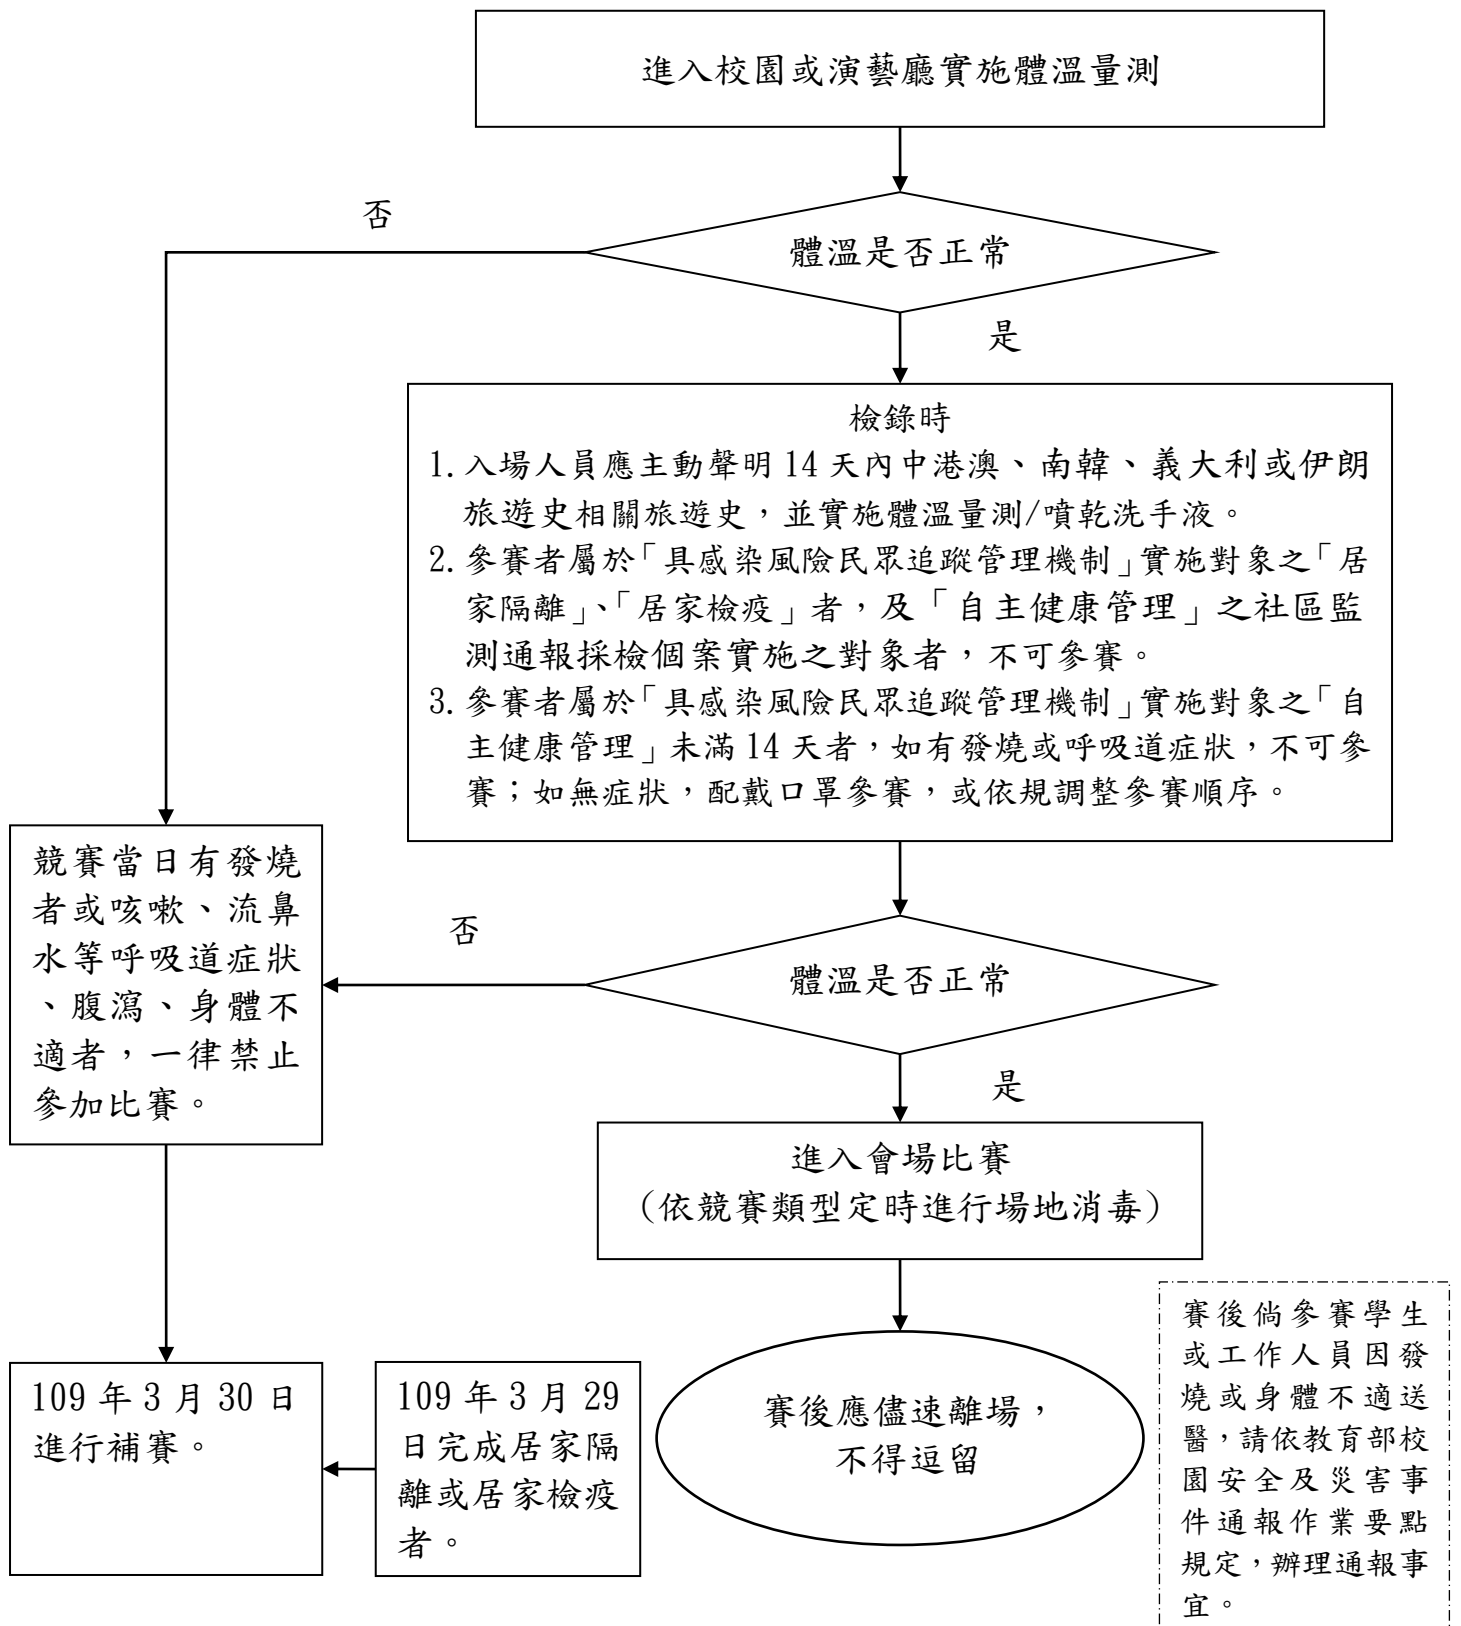 進入校園或演藝廳實施體溫量測
否
體溫是否正常
是
檢錄時
1. 入場人員應主動聲明 14 天內中港澳、南韓、義大利或伊朗
旅遊史相關旅遊史，並實施體溫量測/噴乾洗手液。
2. 參賽者屬於「具感染風險民眾追蹤管理機制」實施對象之「居
家隔離」、「居家檢疫」者，及「自主健康管理」之社區監
測通報採檢個案實施之對象者，不可參賽。
3. 參賽者屬於「具感染風險民眾追蹤管理機制」實施對象之「自
主健康管理」未滿 14 天者，如有發燒或呼吸道症狀，不可參
賽；如無症狀，配戴口罩參賽，或依規調整參賽順序。
競賽當日有發燒
者或咳嗽、流鼻
水等呼吸道症狀
、腹瀉、身體不
適者，一律禁止
參加比賽。
否
體溫是否正常
是
進入會場比賽
（依競賽類型定時進行場地消毒）
109 年 3 月 30 日
進行補賽。
109 年 3 月 29
日完成居家隔
離或居家檢疫
者。
賽後應儘速離場，
不得逗留
賽後倘參賽學生
或工作人員因發
燒或身體不適送
醫，請依教育部校
園安全及災害事
件通報作業要點
規定，辦理通報事
宜。